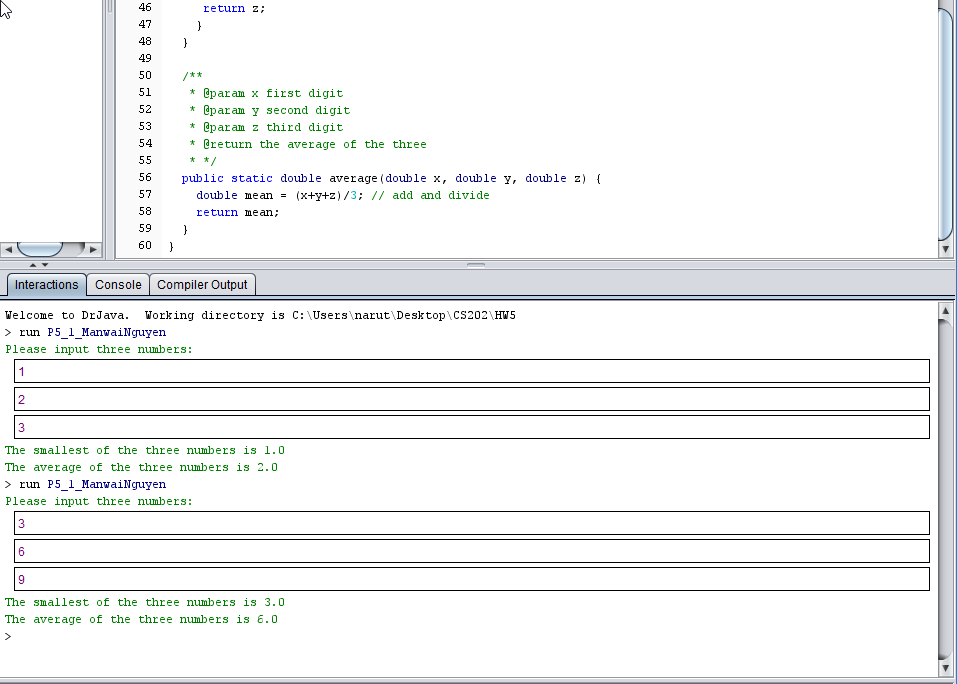 46 return z;
47 }
48 }
49
50 /**
51 * @param x first digit
52 * @param y second digit
53 * @param z third digit
54 * @return the average of the three
55 * */
56 public static double average(double x, double y, double z) {
57 double mean = (x+y+z)/3; // add and divide
58 return mean;
59 }
60 }
Interactions Console Compiler Output
Welcome to DrJava. Working directory is C:\Users\narut\Desktop\CS202\HW5
> run P5_1_ManwaiNguyen
Please input three numbers:
1
2
3
The smallest of the three numbers is 1.0
The average of the three numbers is 2.0
> run P5_1_ManwaiNguyen
Please input three numbers:
3
6
9
The smallest of the three numbers is 3.0
The average of the three numbers is 6.0
>